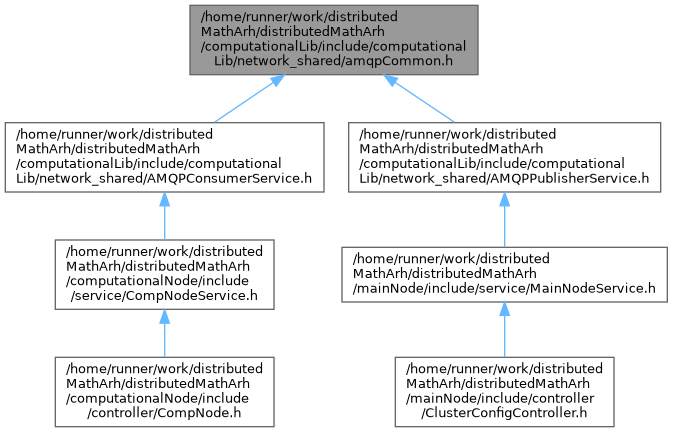 /home/runner/work/distributed
MathArh/distributedMathArh
/computationalLib/include/computational
Lib/network_shared/amqpCommon.h
/home/runner/work/distributed
MathArh/distributedMathArh
/computationalLib/include/computational
Lib/network_shared/AMQPConsumerService.h
/home/runner/work/distributed
MathArh/distributedMathArh
/computationalLib/include/computational
Lib/network_shared/AMQPPublisherService.h
/home/runner/work/distributed
MathArh/distributedMathArh
/computationalNode/include
/service/CompNodeService.h
/home/runner/work/distributed
MathArh/distributedMathArh
/mainNode/include/service/MainNodeService.h
/home/runner/work/distributed
MathArh/distributedMathArh
/computationalNode/include
/controller/CompNode.h
/home/runner/work/distributed
MathArh/distributedMathArh
/mainNode/include/controller
/ClusterConfigController.h